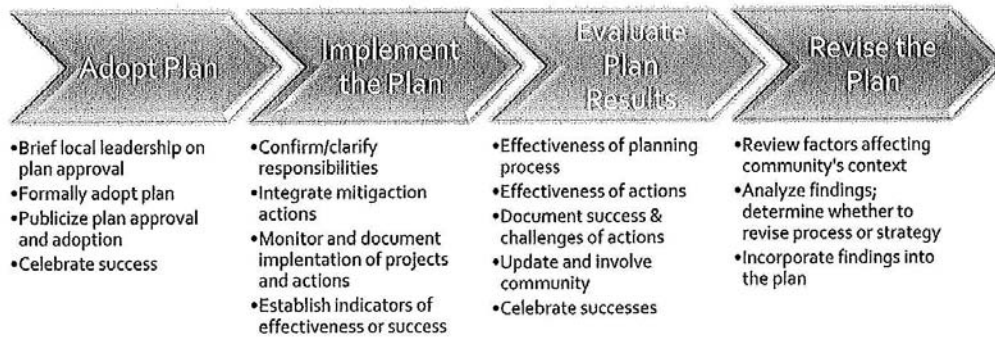 Adopt Plan
Implement
the Plan
Evaluate
Plan
Results
Revise the
Plan
•Brief local leadership on
plan approval
•Formally adopt plan
•Publicize plan approval
and adoption
•Celebrate success
•Confirm/clarify
responsibilities
•Integrate mitigaction
actions
•Monitor and document
implentation of projects
and actions
•Establish indicators of
effectiveness or success
•Effectiveness of planning
process
•Effectiveness of actions
•Document success &
challenges of actions
•Update and involve
community
•Celebrate successes
•Review factors affecting
community's context
•Analyze findings;
determine whether to
revise process or strategy
•Incorporate findings into
the plan